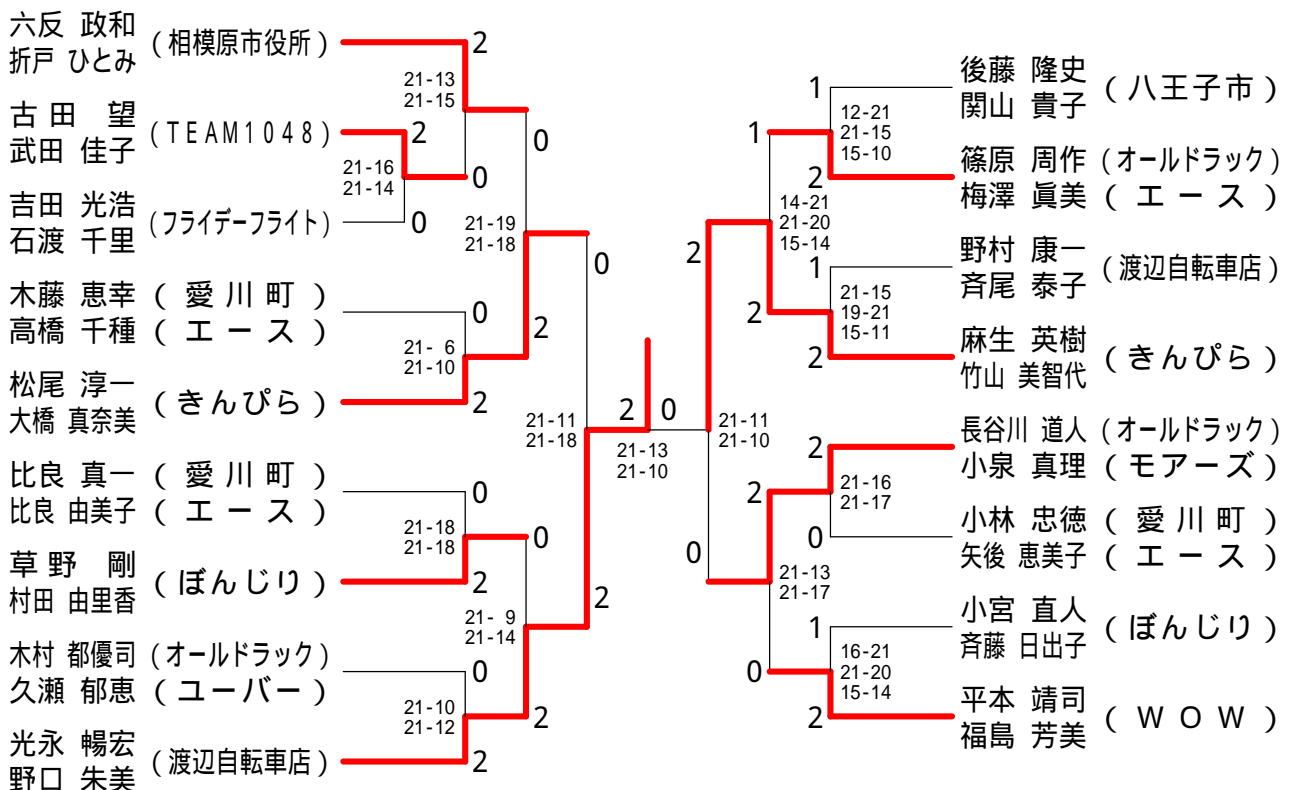 六反 政和
折戸 ひとみ
(相模原市役所)
古田 望
武田 佳子
(TEAM1048)
吉田 光浩
石渡 千里
(フライデーフライト)
木藤 恵幸 (愛川町)
高橋 千種 (エース)
松尾 淳一
大橋 真奈美
(きんぴら)
比良 真一 (愛川町)
比良 由美子 (エース)
草野 剛
村田 由里香
(ぼんじり)
木村 都優司 (オールドラック)
久瀬 郁恵 (ユーバー)
光永 暢宏
野口 朱美
(渡辺自転車店)
2
21-13
21-15
2
21-16
21-14
0
0
0
21-19
21-18
0
21- 6
21-10
2
2
0
21-11
21-18
0
21-18
21-18
2
0
21- 9
21-14
2
0
21-10
21-12
2
2
2 0
21-13
21-10
2
21-11
21-10
0
1
14-21
21-20
15-14
2
1
12-21
21-15
15-10
2
1
21-15
19-21
15-11
2
2
21-13
21-17
0
2
21-16
21-17
0
1
16-21
21-20
15-14
2
後藤 隆史
関山 貴子
(八王子市)
篠原 周作 (オールドラック)
梅澤 眞美 (エース)
野村 康一
斉尾 泰子
(渡辺自転車店)
麻生 英樹
竹山 美智代
(きんぴら)
長谷川 道人 (オールドラック)
小泉 真理 (モアーズ)
小林 忠徳 (愛川町)
矢後 恵美子 (エース)
小宮 直人
斉藤 日出子
(ぼんじり)
平本 靖司
福島 芳美
(WOW)